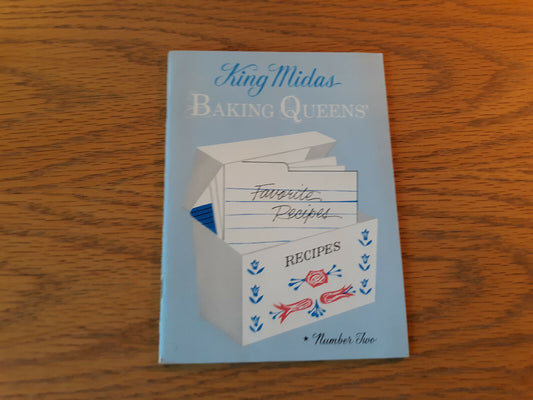 King Midas
BAKING QUEENS'
Favorite
Recipes
RECIPES
* Number Two